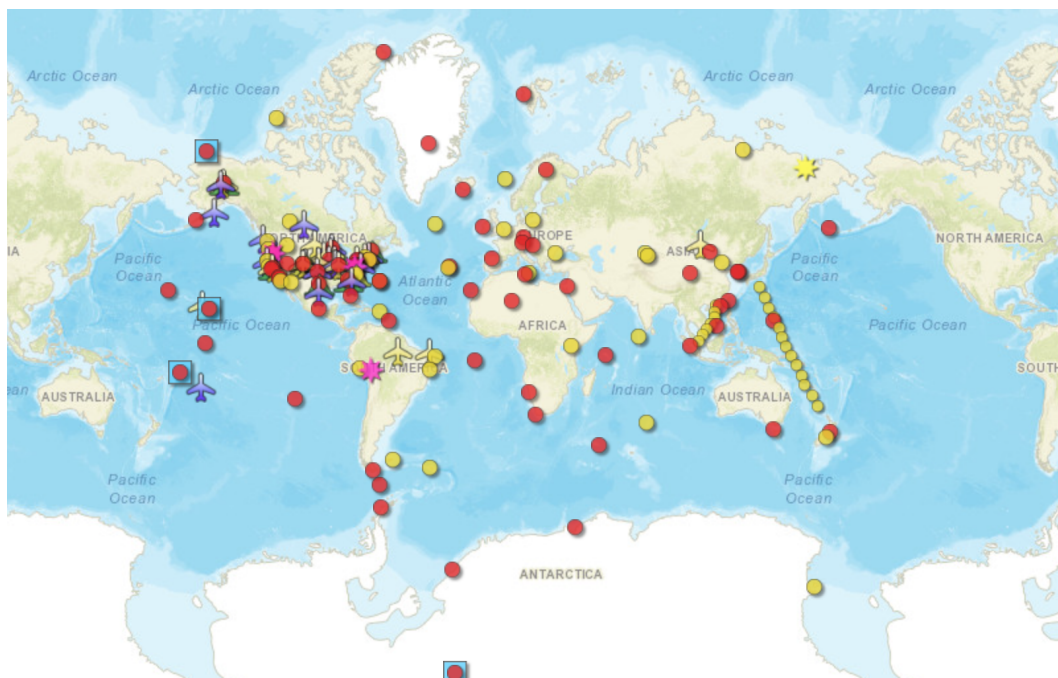 Arctic Ocean
Arctic Ocean
Arctic Ocean
Arctic Ocean
NORTH AMERICA
EUROPE
ASIA
NORTH AMERICA
Pacific
Ocean
Atlantic
Ocean
Pacific
Ocean
Pacific Ocean
AFRICA
Pacific Ocean
SOUTH AMERICA
Indian Ocean
AUSTRALIA
AUSTRALIA
Pacific
Ocean
Pacific
Ocean
ANTARCTICA